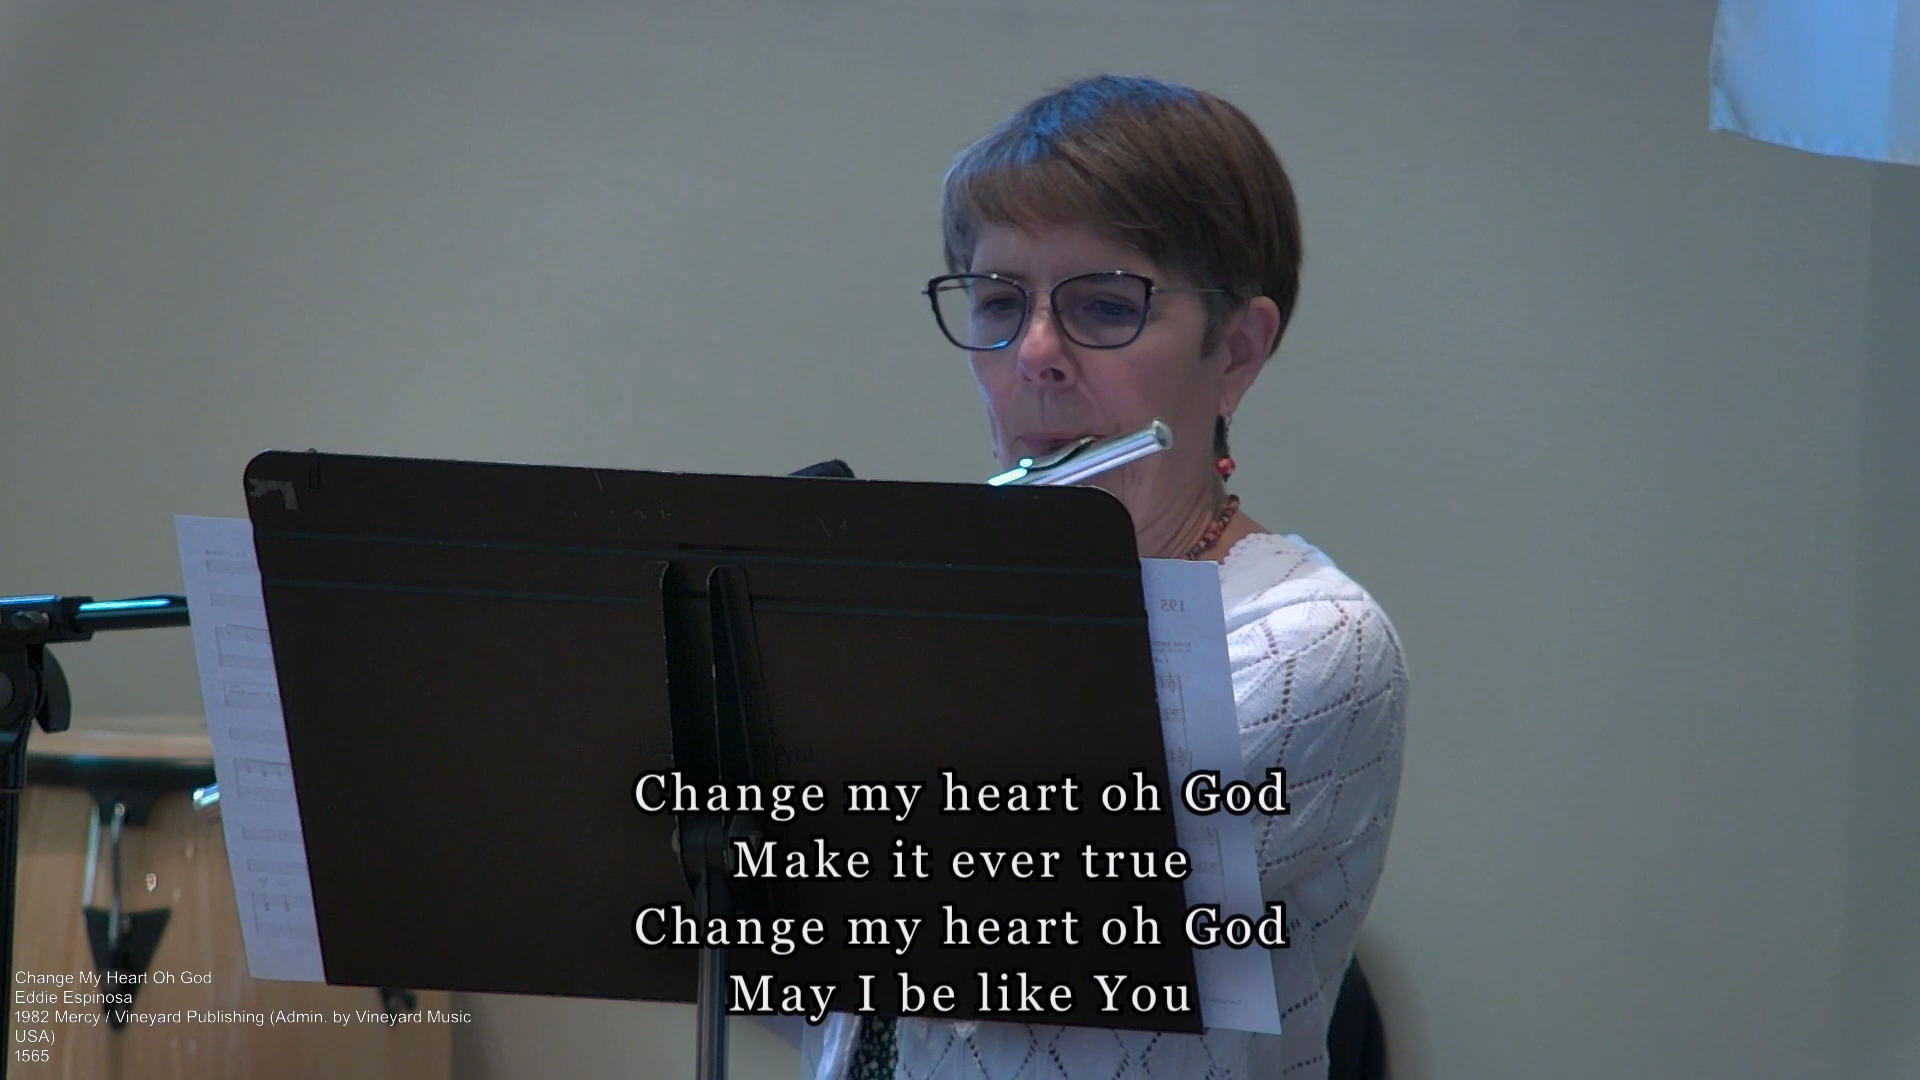 Change my heart oh God
Make it ever true
Change my heart oh God
May I be like You
Change My Heart Oh God
Eddie Espinosa
1982 Mercy / Vineyard Publishing (Admin. by Vineyard Music
USA)
1565
195